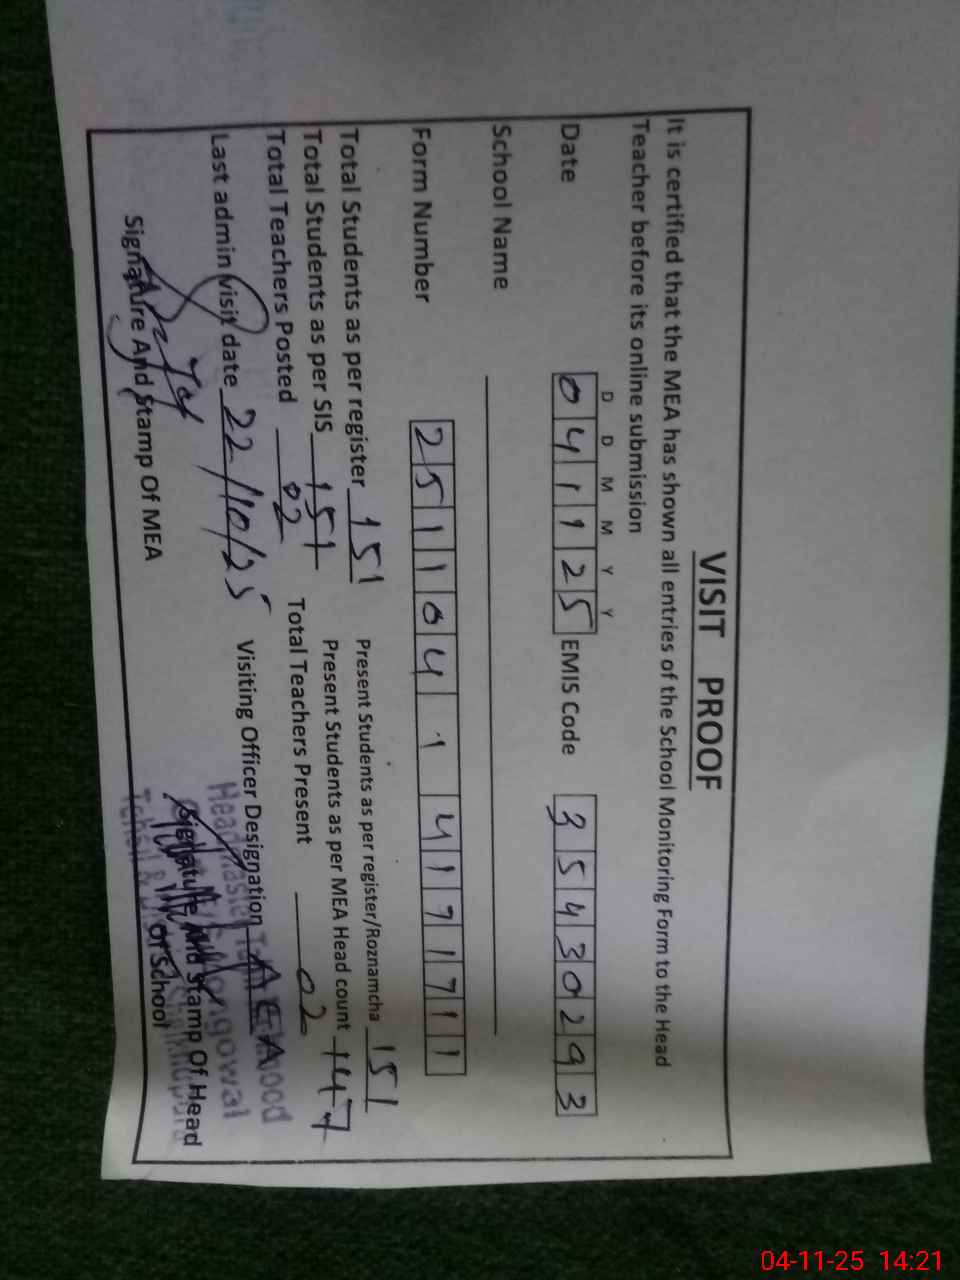 VISIT PROOF
It is certified that the MEA has shown all entries of the School Monitoring Form to the Head
Teacher before its online submission
D D M M Y Y
Date 0 4 1 1 2 5 EMIS Code 3 5 4 3 0 2 9 3
School Name
Form Number 2 5 1 1 0 4 1 4 1 7 1 7 1 1
Total Students as per register 151 Present Students as per register/Roznamcha 151
Total Students as per SIS 151 Present Students as per MEA Head count 147
Total Teachers Posted 02 Total Teachers Present 02
Last admin visit date 22/10/25 Visiting Officer Designation AEA
Signature And Stamp Of MEA Signature And Stamp Of Head
Of School
04-11-25 14:21